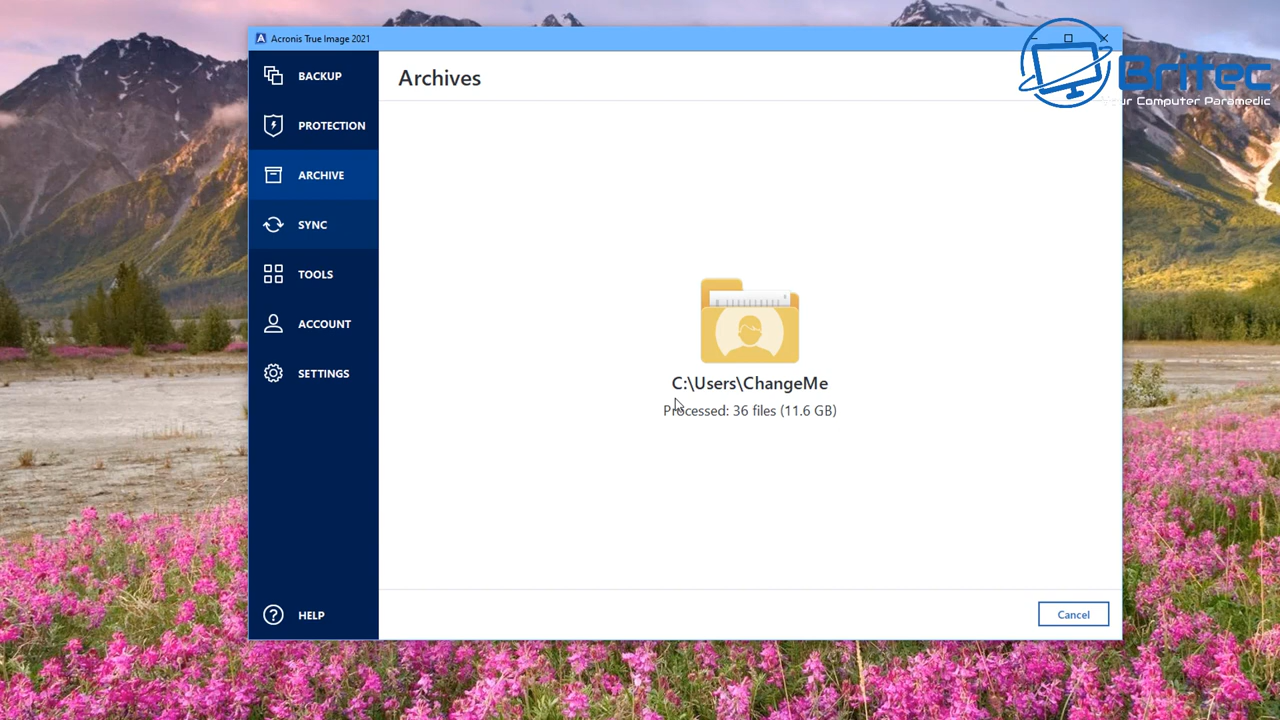 Acronis True Image 2021
Britec
Your Computer Paramedic
BACKUP
PROTECTION
ARCHIVE
SYNC
TOOLS
ACCOUNT
SETTINGS
HELP
Archives
C:\Users\ChangeMe
Processed: 36 files (11.6 GB)
Cancel